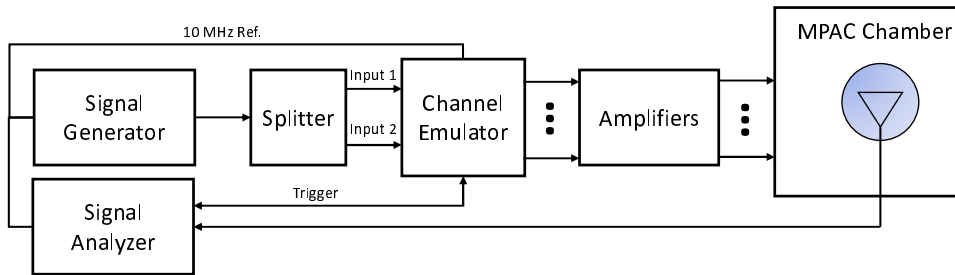 10 MHz Ref.
MPAC Chamber
Signal
Generator
Splitter
Input 1
Input 2
Channel
Emulator
Amplifiers
Trigger
Signal
Analyzer